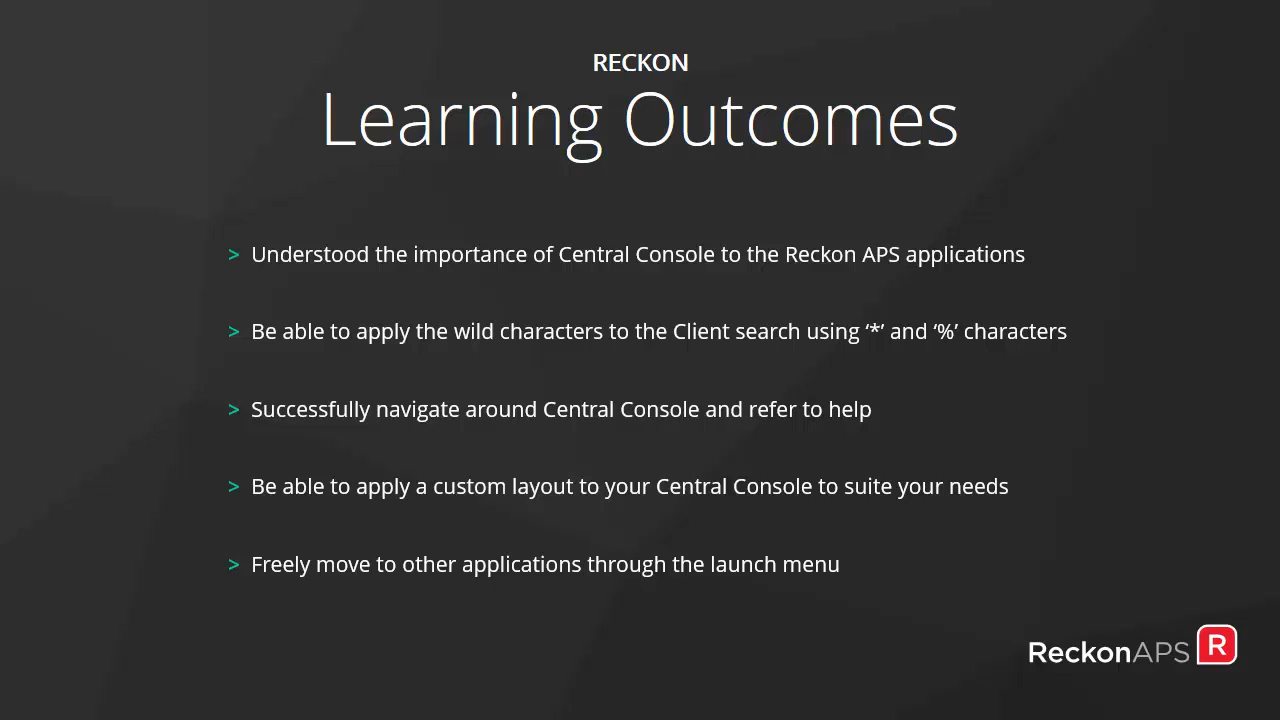 RECKON
Learning Outcomes
> Understood the importance of Central Console to the Reckon APS applications
> Be able to apply the wild characters to the Client search using ‘*’ and ‘%’ characters
> Successfully navigate around Central Console and refer to help
> Be able to apply a custom layout to your Central Console to suite your needs
> Freely move to other applications through the launch menu
ReckonAPS R